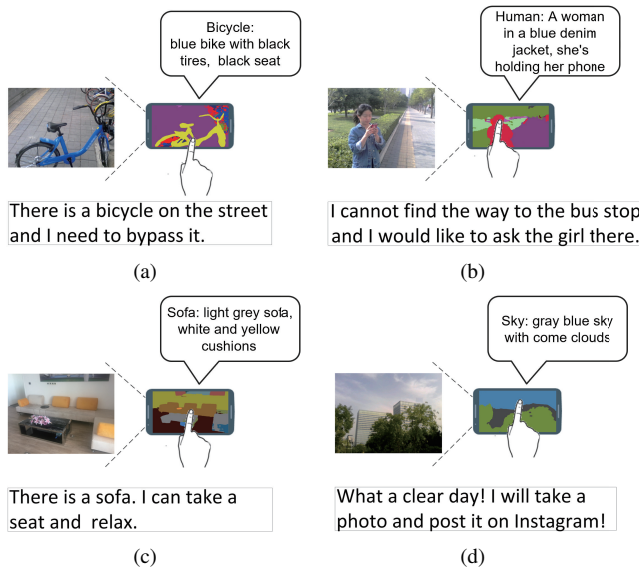 Bicycle:
blue bike with black
tires, black seat
There is a bicycle on the street
and I need to bypass it.
(a)
Human: A woman
in a blue denim
jacket, she's
holding her phone
I cannot find the way to the bus stop
and I would like to ask the girl there.
(b)
Sofa: light grey sofa,
white and yellow
cushions
There is a sofa. I can take a
seat and relax.
(c)
Sky: gray blue sky
with come clouds
What a clear day! I will take a
photo and post it on Instagram!
(d)